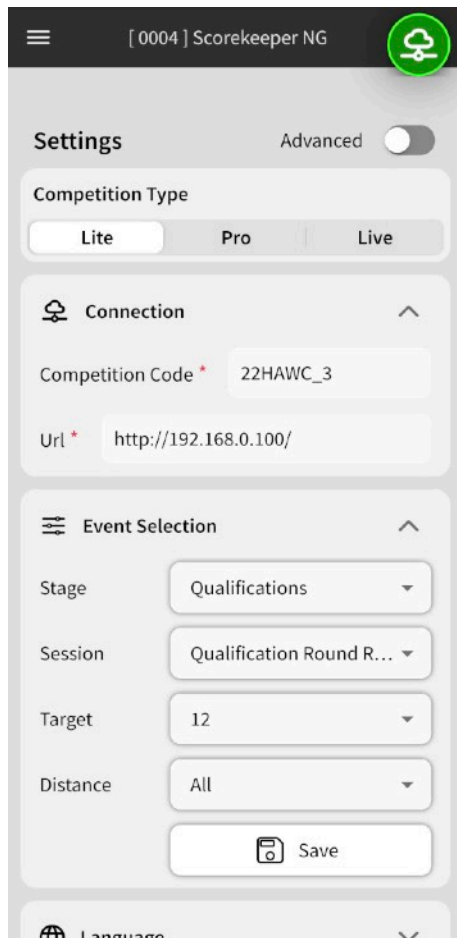 [ 0004 ] Scorekeeper NG
Settings
Advanced
Competition Type
Lite
Pro
Live
Connection
Competition Code *
22HAWC_3
Url *
http://192.168.0.100/
Event Selection
Stage
Qualifications
Session
Qualification Round R...
Target
12
Distance
All
Save
Language